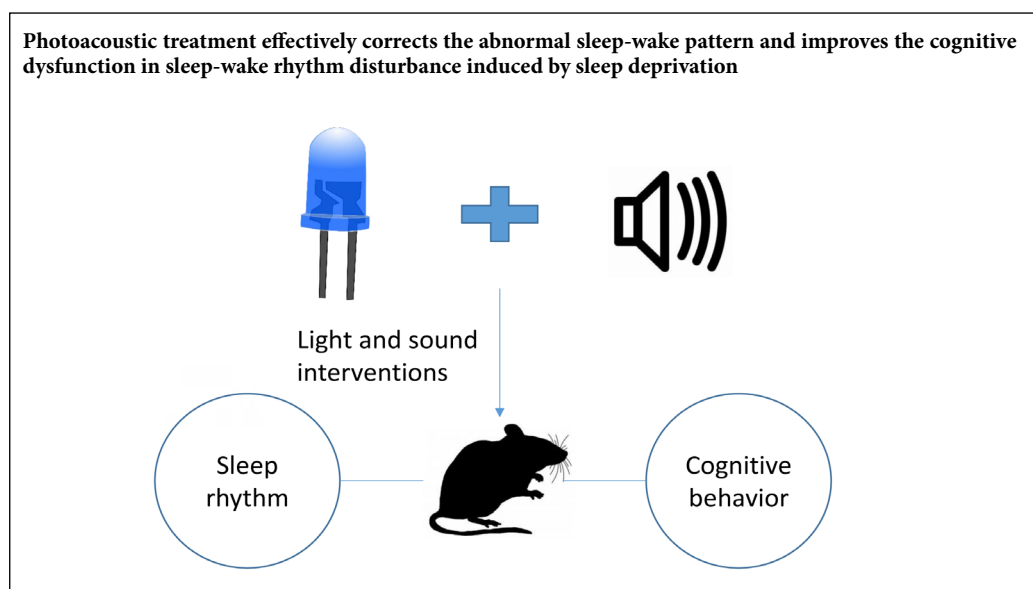 Photoacoustic treatment effectively corrects the abnormal sleep-wake pattern and improves the cognitive
dysfunction in sleep-wake rhythm disturbance induced by sleep deprivation
Light and sound
interventions
Sleep
rhythm
Cognitive
behavior